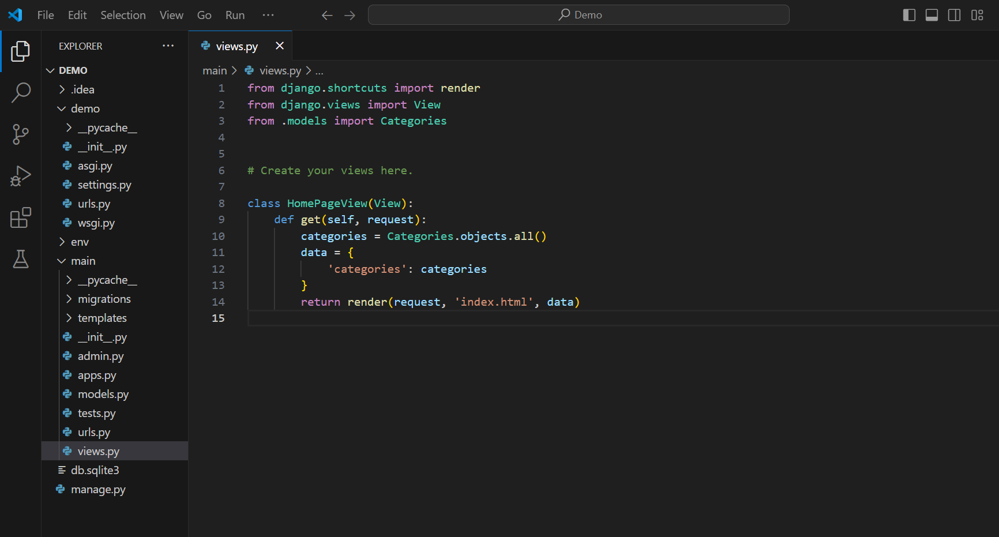 File Edit Selection View Go Run ··· Demo
EXPLORER ···
DEMO
.idea
demo
__pycache__
__init__.py
asgi.py
settings.py
urls.py
wsgi.py
env
main
__pycache__
migrations
templates
__init__.py
admin.py
apps.py
models.py
tests.py
urls.py
views.py
db.sqlite3
manage.py
views.py
main > views.py > ...
1 from django.shortcuts import render
2 from django.views import View
3 from .models import Categories
4
5
6 # Create your views here.
7
8 class HomePageView(View):
9     def get(self, request):
10         categories = Categories.objects.all()
11         data = {
12             'categories': categories
13         }
14         return render(request, 'index.html', data)
15